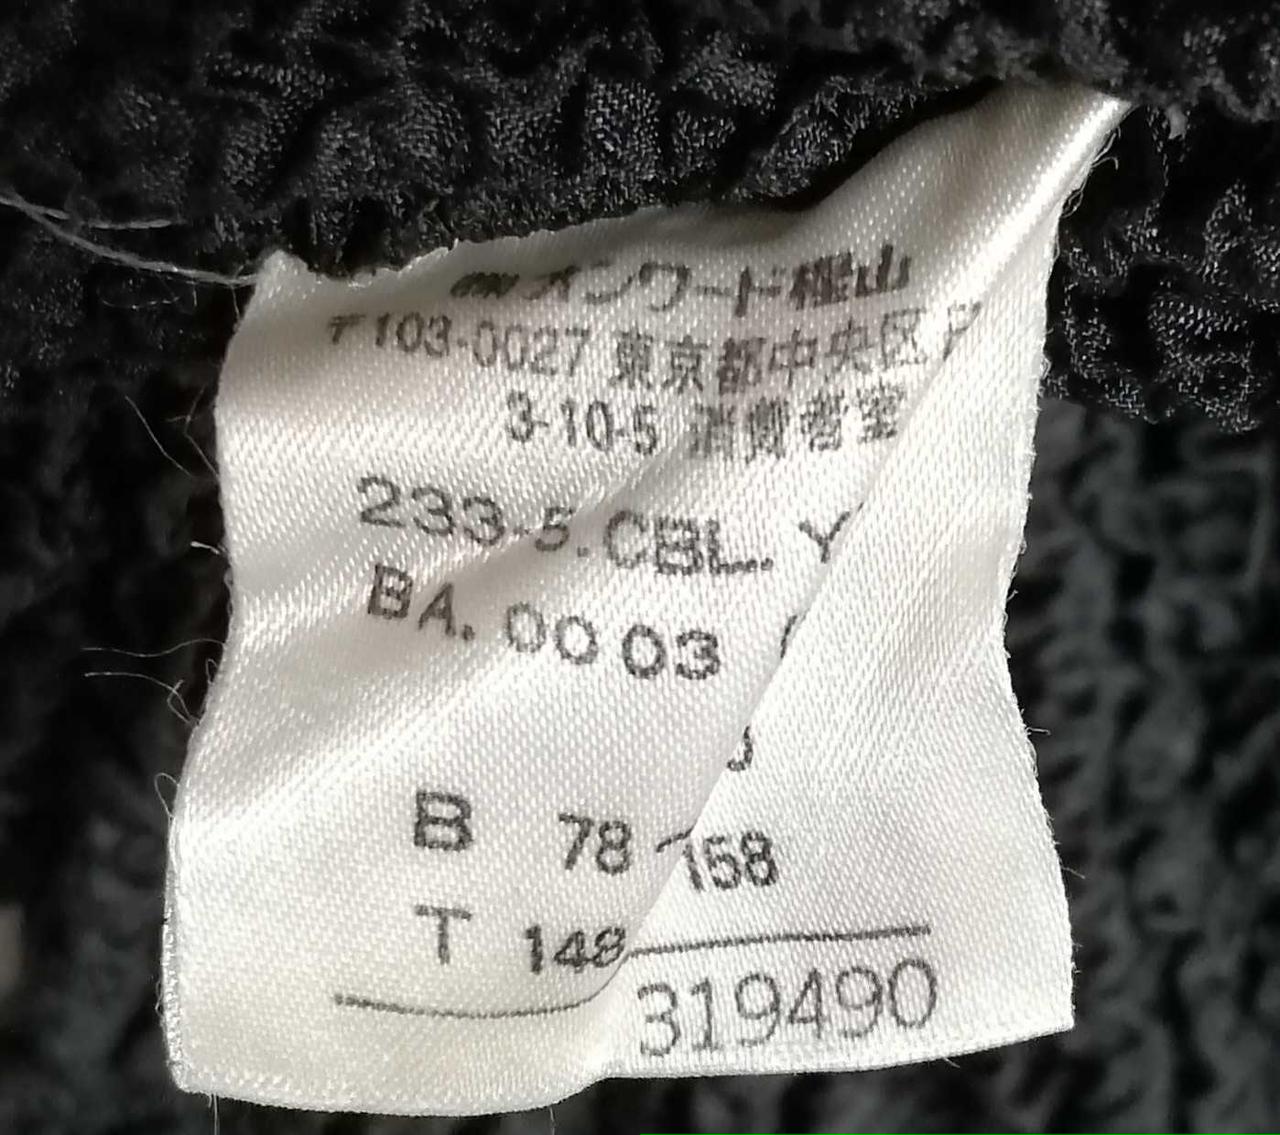 ㈱オンワード樫山
〒103-0027 東京都中央区
3-10-5 消費者室
233-5.CBL. Y
BA. 00 03
B 78 158
T 148
319490